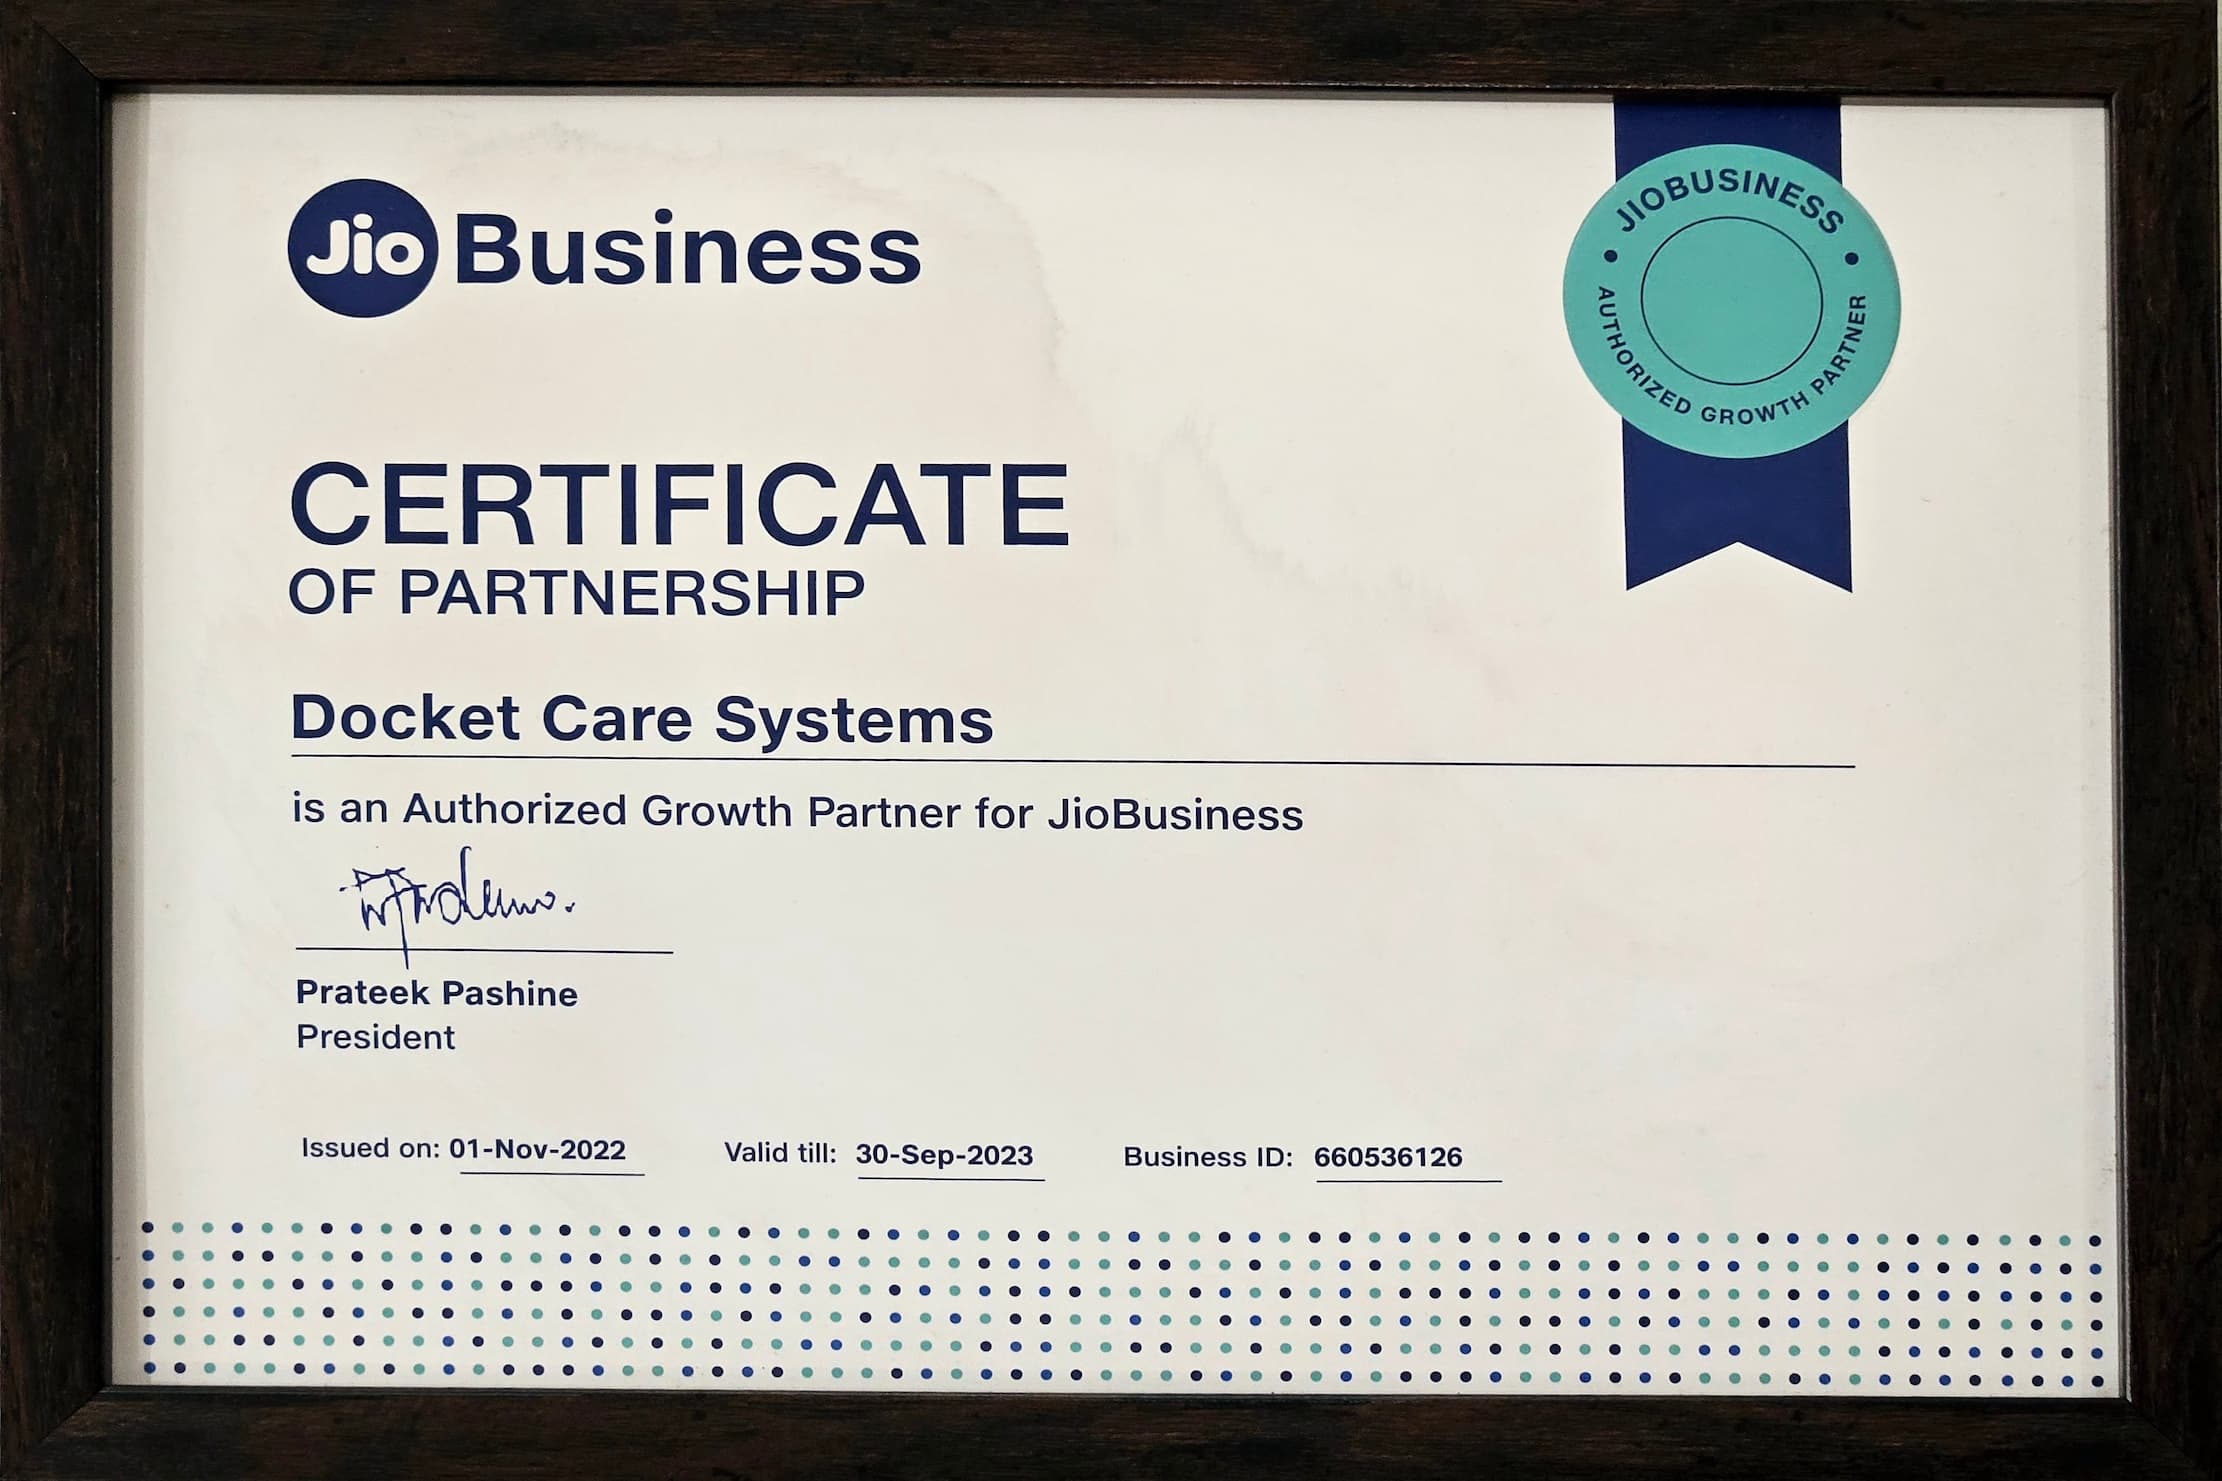 Jio Business
JIOBUSINESS
AUTHORIZED GROWTH PARTNER
CERTIFICATE
OF PARTNERSHIP
Docket Care Systems
is an Authorized Growth Partner for JioBusiness
Prateek Pashine
President
Issued on: 01-Nov-2022 Valid till: 30-Sep-2023 Business ID: 660536126